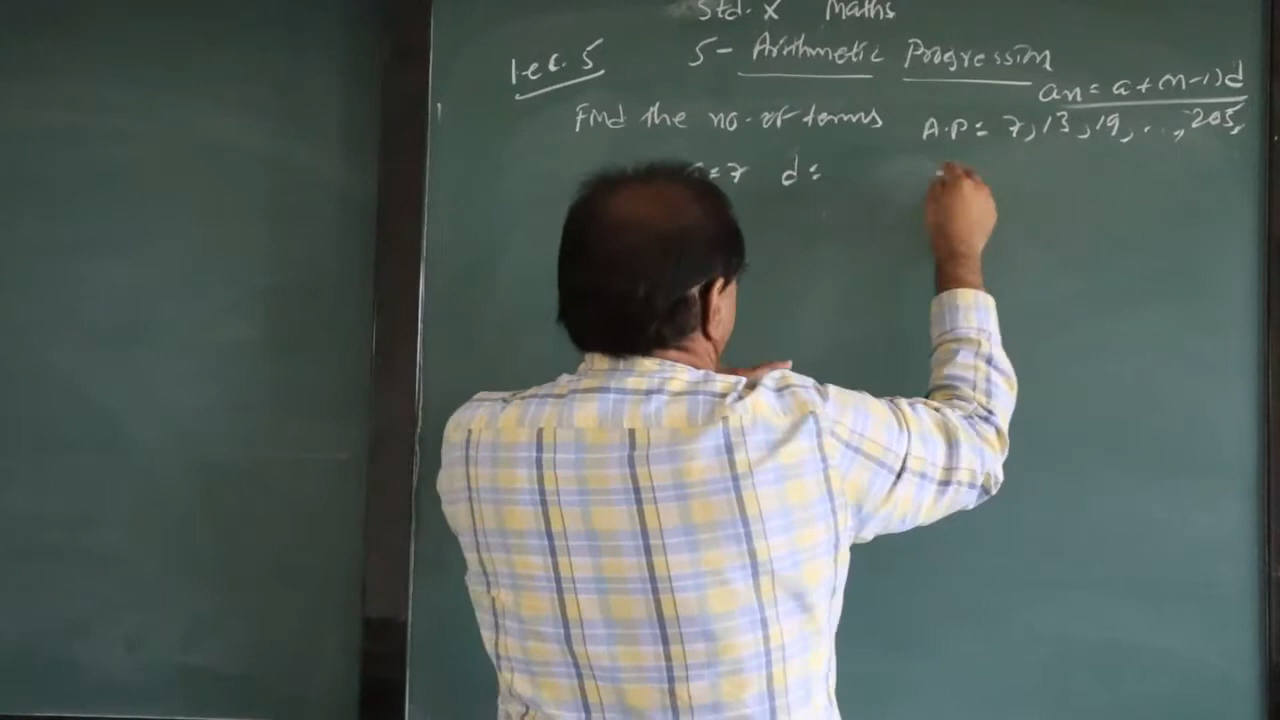 Std. X Maths
Lec. 5 5- Arithmetic Progression
an = a + (n-1)d
Find the no. of terms A.P = 7, 13, 19, ..., 205,
a = 7 d =